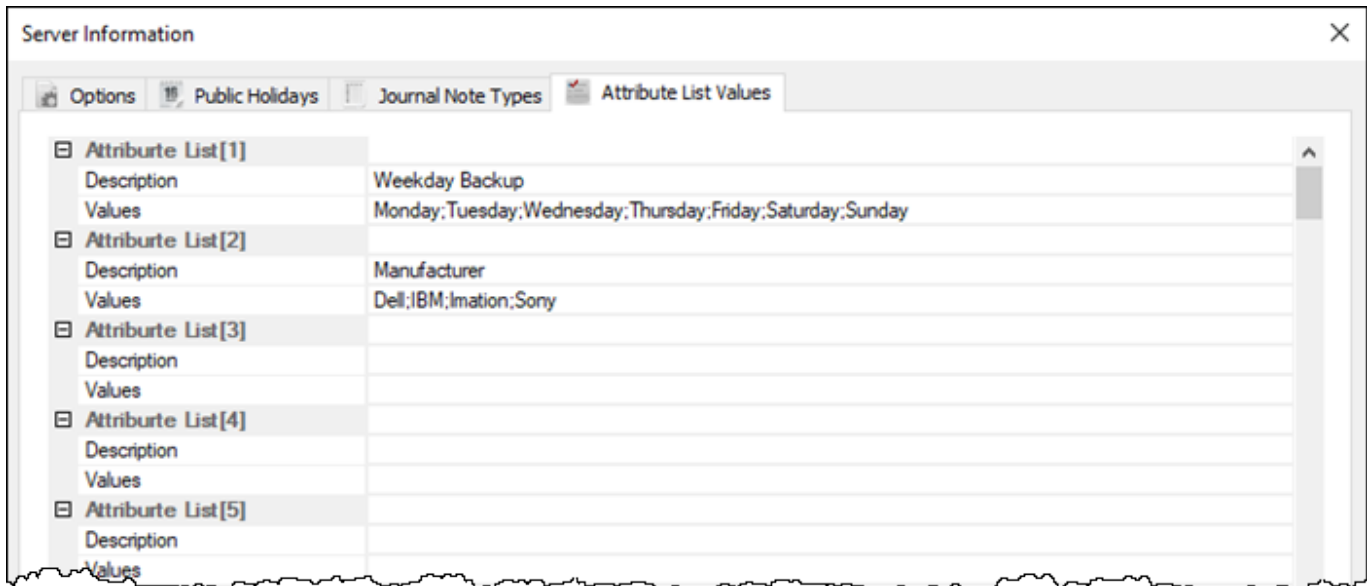 Server Information
Options Public Holidays Journal Note Types Attribute List Values
Attriburte List[1]
Description Weekday Backup
Values Monday;Tuesday;Wednesday;Thursday;Friday;Saturday;Sunday
Attriburte List[2]
Description Manufacturer
Values Dell;IBM;Imation;Sony
Attriburte List[3]
Description
Values
Attriburte List[4]
Description
Values
Attriburte List[5]
Description
Values